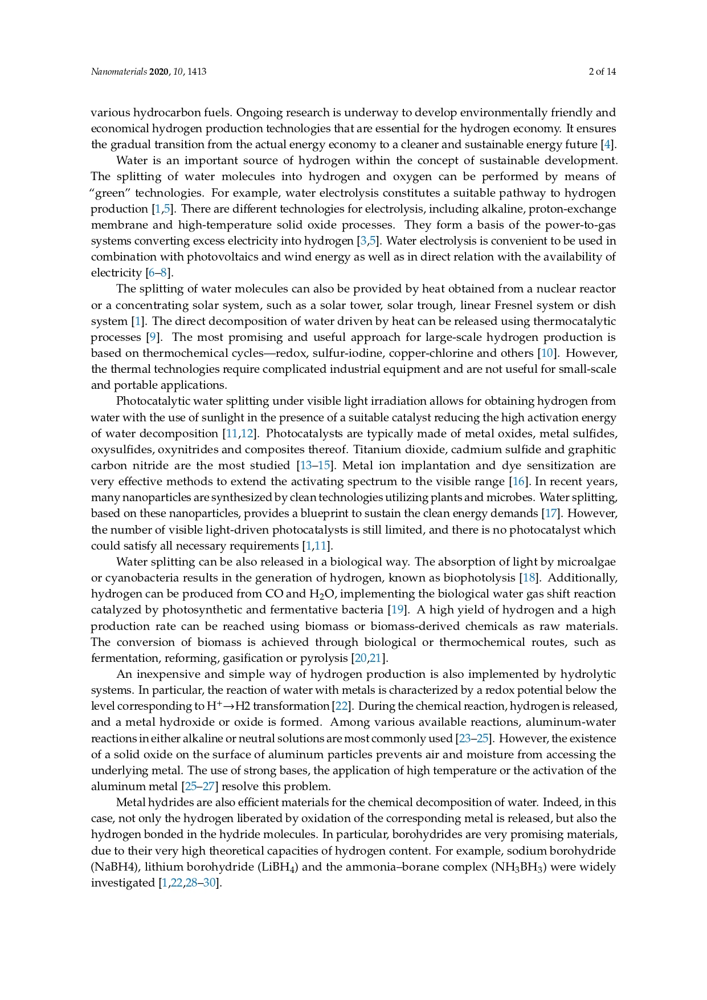 Nanomaterials 2020, 10, 1413
2 of 14
various hydrocarbon fuels. Ongoing research is underway to develop environmentally friendly and
economical hydrogen production technologies that are essential for the hydrogen economy. It ensures
the gradual transition from the actual energy economy to a cleaner and sustainable energy future [4].
Water is an important source of hydrogen within the concept of sustainable development.
The splitting of water molecules into hydrogen and oxygen can be performed by means of
“green” technologies. For example, water electrolysis constitutes a suitable pathway to hydrogen
production [1,5]. There are different technologies for electrolysis, including alkaline, proton-exchange
membrane and high-temperature solid oxide processes. They form a basis of the power-to-gas
systems converting excess electricity into hydrogen [3,5]. Water electrolysis is convenient to be used in
combination with photovoltaics and wind energy as well as in direct relation with the availability of
electricity [6–8].
The splitting of water molecules can also be provided by heat obtained from a nuclear reactor
or a concentrating solar system, such as a solar tower, solar trough, linear Fresnel system or dish
system [1]. The direct decomposition of water driven by heat can be released using thermocatalytic
processes [9]. The most promising and useful approach for large-scale hydrogen production is
based on thermochemical cycles—redox, sulfur-iodine, copper-chlorine and others [10]. However,
the thermal technologies require complicated industrial equipment and are not useful for small-scale
and portable applications.
Photocatalytic water splitting under visible light irradiation allows for obtaining hydrogen from
water with the use of sunlight in the presence of a suitable catalyst reducing the high activation energy
of water decomposition [11,12]. Photocatalysts are typically made of metal oxides, metal sulfides,
oxysulfides, oxynitrides and composites thereof. Titanium dioxide, cadmium sulfide and graphitic
carbon nitride are the most studied [13–15]. Metal ion implantation and dye sensitization are
very effective methods to extend the activating spectrum to the visible range [16]. In recent years,
many nanoparticles are synthesized by clean technologies utilizing plants and microbes. Water splitting,
based on these nanoparticles, provides a blueprint to sustain the clean energy demands [17]. However,
the number of visible light-driven photocatalysts is still limited, and there is no photocatalyst which
could satisfy all necessary requirements [1,11].
Water splitting can be also released in a biological way. The absorption of light by microalgae
or cyanobacteria results in the generation of hydrogen, known as biophotolysis [18]. Additionally,
hydrogen can be produced from CO and H₂O, implementing the biological water gas shift reaction
catalyzed by photosynthetic and fermentative bacteria [19]. A high yield of hydrogen and a high
production rate can be reached using biomass or biomass-derived chemicals as raw materials.
The conversion of biomass is achieved through biological or thermochemical routes, such as
fermentation, reforming, gasification or pyrolysis [20,21].
An inexpensive and simple way of hydrogen production is also implemented by hydrolytic
systems. In particular, the reaction of water with metals is characterized by a redox potential below the
level corresponding to H⁺→H2 transformation [22]. During the chemical reaction, hydrogen is released,
and a metal hydroxide or oxide is formed. Among various available reactions, aluminum-water
reactions in either alkaline or neutral solutions are most commonly used [23–25]. However, the existence
of a solid oxide on the surface of aluminum particles prevents air and moisture from accessing the
underlying metal. The use of strong bases, the application of high temperature or the activation of the
aluminum metal [25–27] resolve this problem.
Metal hydrides are also efficient materials for the chemical decomposition of water. Indeed, in this
case, not only the hydrogen liberated by oxidation of the corresponding metal is released, but also the
hydrogen bonded in the hydride molecules. In particular, borohydrides are very promising materials,
due to their very high theoretical capacities of hydrogen content. For example, sodium borohydride
(NaBH4), lithium borohydride (LiBH₄) and the ammonia–borane complex (NH₃BH₃) were widely
investigated [1,22,28–30].